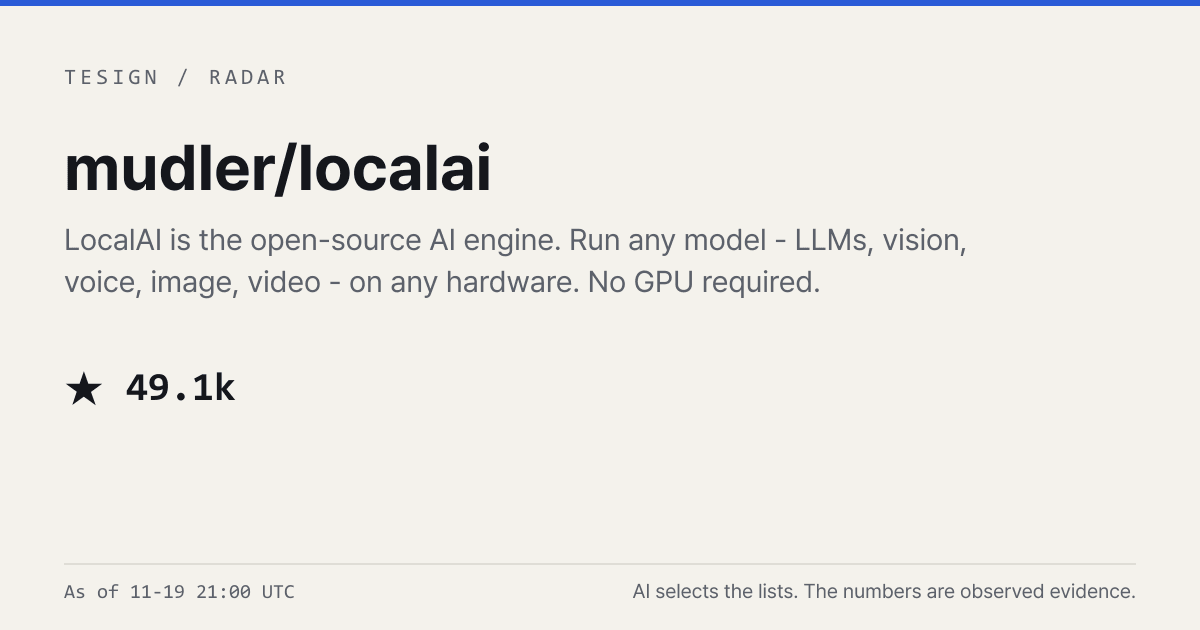 TESIGN / RADAR
mudler/localai
LocalAI is the open-source AI engine. Run any model - LLMs, vision,
voice, image, video - on any hardware. No GPU required.
★ 49.1k
As of 11-19 21:00 UTC
AI selects the lists. The numbers are observed evidence.